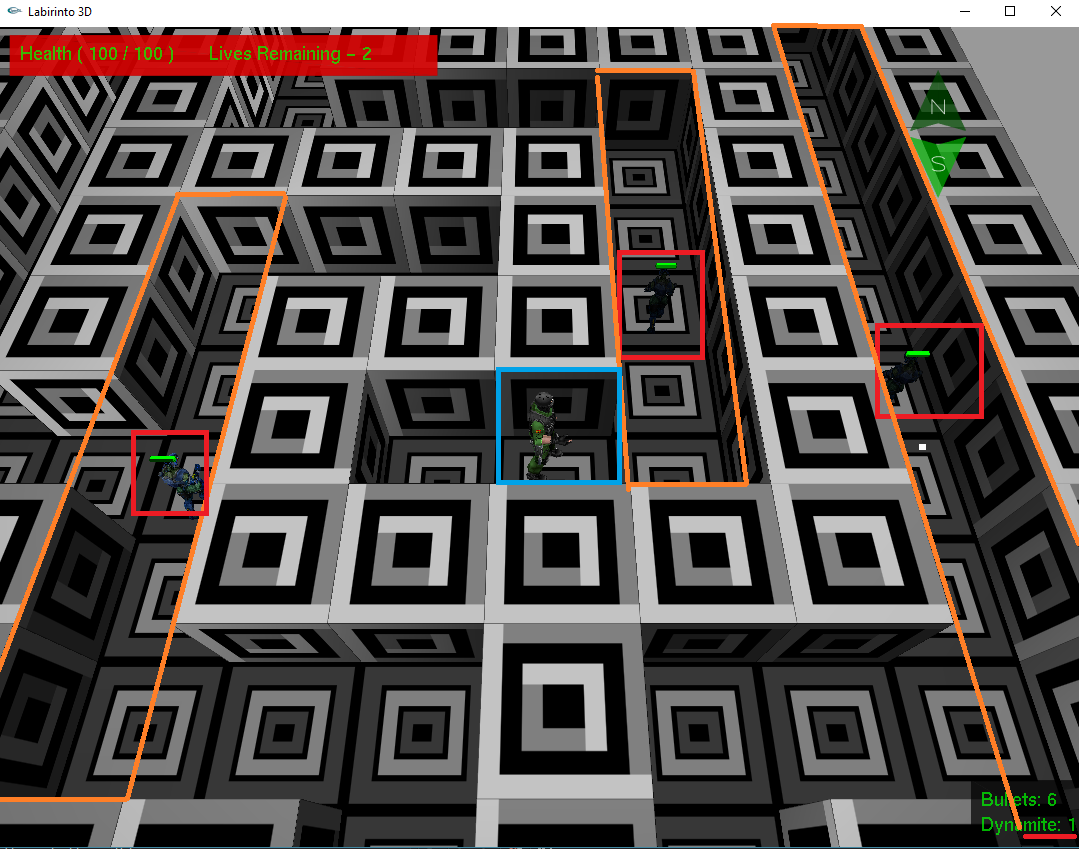 Labirinto 3D
Health ( 100 / 100 ) Lives Remaining - 2
N
S
Bullets: 6
Dynamite: 1